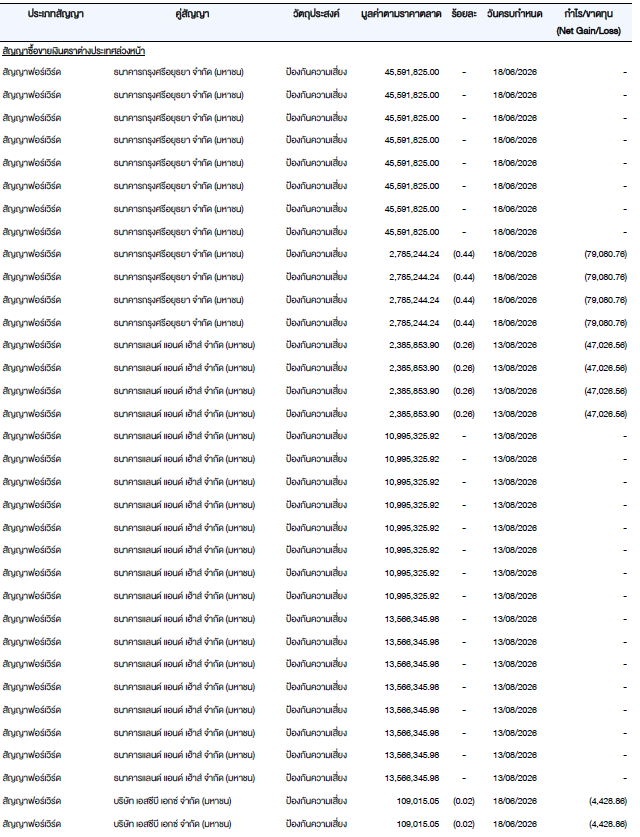 ประเภทสัญญา คู่สัญญา วัตถุประสงค์ มูลค่าตามราคาตลาด ร้อยละ วันครบกำหนด กำไร/ขาดทุน
(Net Gain/Loss)
สัญญาซื้อขายเงินตราต่างประเทศล่วงหน้า
สัญญาฟอร์เวิร์ด ธนาคารกรุงศรีอยุธยา จำกัด (มหาชน) ป้องกันความเสี่ยง 45,591,825.00 - 18/06/2026 -
สัญญาฟอร์เวิร์ด ธนาคารกรุงศรีอยุธยา จำกัด (มหาชน) ป้องกันความเสี่ยง 45,591,825.00 - 18/06/2026 -
สัญญาฟอร์เวิร์ด ธนาคารกรุงศรีอยุธยา จำกัด (มหาชน) ป้องกันความเสี่ยง 45,591,825.00 - 18/06/2026 -
สัญญาฟอร์เวิร์ด ธนาคารกรุงศรีอยุธยา จำกัด (มหาชน) ป้องกันความเสี่ยง 45,591,825.00 - 18/06/2026 -
สัญญาฟอร์เวิร์ด ธนาคารกรุงศรีอยุธยา จำกัด (มหาชน) ป้องกันความเสี่ยง 45,591,825.00 - 18/06/2026 -
สัญญาฟอร์เวิร์ด ธนาคารกรุงศรีอยุธยา จำกัด (มหาชน) ป้องกันความเสี่ยง 45,591,825.00 - 18/06/2026 -
สัญญาฟอร์เวิร์ด ธนาคารกรุงศรีอยุธยา จำกัด (มหาชน) ป้องกันความเสี่ยง 45,591,825.00 - 18/06/2026 -
สัญญาฟอร์เวิร์ด ธนาคารกรุงศรีอยุธยา จำกัด (มหาชน) ป้องกันความเสี่ยง 45,591,825.00 - 18/06/2026 -
สัญญาฟอร์เวิร์ด ธนาคารกรุงศรีอยุธยา จำกัด (มหาชน) ป้องกันความเสี่ยง 2,785,244.24 (0.44) 18/06/2026 (79,080.76)
สัญญาฟอร์เวิร์ด ธนาคารกรุงศรีอยุธยา จำกัด (มหาชน) ป้องกันความเสี่ยง 2,785,244.24 (0.44) 18/06/2026 (79,080.76)
สัญญาฟอร์เวิร์ด ธนาคารกรุงศรีอยุธยา จำกัด (มหาชน) ป้องกันความเสี่ยง 2,785,244.24 (0.44) 18/06/2026 (79,080.76)
สัญญาฟอร์เวิร์ด ธนาคารกรุงศรีอยุธยา จำกัด (มหาชน) ป้องกันความเสี่ยง 2,785,244.24 (0.44) 18/06/2026 (79,080.76)
สัญญาฟอร์เวิร์ด ธนาคารแลนด์ แอนด์ เฮ้าส์ จำกัด (มหาชน) ป้องกันความเสี่ยง 2,385,853.90 (0.26) 13/08/2026 (47,026.56)
สัญญาฟอร์เวิร์ด ธนาคารแลนด์ แอนด์ เฮ้าส์ จำกัด (มหาชน) ป้องกันความเสี่ยง 2,385,853.90 (0.26) 13/08/2026 (47,026.56)
สัญญาฟอร์เวิร์ด ธนาคารแลนด์ แอนด์ เฮ้าส์ จำกัด (มหาชน) ป้องกันความเสี่ยง 2,385,853.90 (0.26) 13/08/2026 (47,026.56)
สัญญาฟอร์เวิร์ด ธนาคารแลนด์ แอนด์ เฮ้าส์ จำกัด (มหาชน) ป้องกันความเสี่ยง 2,385,853.90 (0.26) 13/08/2026 (47,026.56)
สัญญาฟอร์เวิร์ด ธนาคารแลนด์ แอนด์ เฮ้าส์ จำกัด (มหาชน) ป้องกันความเสี่ยง 10,995,325.92 - 13/08/2026 -
สัญญาฟอร์เวิร์ด ธนาคารแลนด์ แอนด์ เฮ้าส์ จำกัด (มหาชน) ป้องกันความเสี่ยง 10,995,325.92 - 13/08/2026 -
สัญญาฟอร์เวิร์ด ธนาคารแลนด์ แอนด์ เฮ้าส์ จำกัด (มหาชน) ป้องกันความเสี่ยง 10,995,325.92 - 13/08/2026 -
สัญญาฟอร์เวิร์ด ธนาคารแลนด์ แอนด์ เฮ้าส์ จำกัด (มหาชน) ป้องกันความเสี่ยง 10,995,325.92 - 13/08/2026 -
สัญญาฟอร์เวิร์ด ธนาคารแลนด์ แอนด์ เฮ้าส์ จำกัด (มหาชน) ป้องกันความเสี่ยง 10,995,325.92 - 13/08/2026 -
สัญญาฟอร์เวิร์ด ธนาคารแลนด์ แอนด์ เฮ้าส์ จำกัด (มหาชน) ป้องกันความเสี่ยง 10,995,325.92 - 13/08/2026 -
สัญญาฟอร์เวิร์ด ธนาคารแลนด์ แอนด์ เฮ้าส์ จำกัด (มหาชน) ป้องกันความเสี่ยง 10,995,325.92 - 13/08/2026 -
สัญญาฟอร์เวิร์ด ธนาคารแลนด์ แอนด์ เฮ้าส์ จำกัด (มหาชน) ป้องกันความเสี่ยง 10,995,325.92 - 13/08/2026 -
สัญญาฟอร์เวิร์ด ธนาคารแลนด์ แอนด์ เฮ้าส์ จำกัด (มหาชน) ป้องกันความเสี่ยง 13,566,345.98 - 13/08/2026 -
สัญญาฟอร์เวิร์ด ธนาคารแลนด์ แอนด์ เฮ้าส์ จำกัด (มหาชน) ป้องกันความเสี่ยง 13,566,345.98 - 13/08/2026 -
สัญญาฟอร์เวิร์ด ธนาคารแลนด์ แอนด์ เฮ้าส์ จำกัด (มหาชน) ป้องกันความเสี่ยง 13,566,345.98 - 13/08/2026 -
สัญญาฟอร์เวิร์ด ธนาคารแลนด์ แอนด์ เฮ้าส์ จำกัด (มหาชน) ป้องกันความเสี่ยง 13,566,345.98 - 13/08/2026 -
สัญญาฟอร์เวิร์ด ธนาคารแลนด์ แอนด์ เฮ้าส์ จำกัด (มหาชน) ป้องกันความเสี่ยง 13,566,345.98 - 13/08/2026 -
สัญญาฟอร์เวิร์ด ธนาคารแลนด์ แอนด์ เฮ้าส์ จำกัด (มหาชน) ป้องกันความเสี่ยง 13,566,345.98 - 13/08/2026 -
สัญญาฟอร์เวิร์ด ธนาคารแลนด์ แอนด์ เฮ้าส์ จำกัด (มหาชน) ป้องกันความเสี่ยง 13,566,345.98 - 13/08/2026 -
สัญญาฟอร์เวิร์ด ธนาคารแลนด์ แอนด์ เฮ้าส์ จำกัด (มหาชน) ป้องกันความเสี่ยง 13,566,345.98 - 13/08/2026 -
สัญญาฟอร์เวิร์ด บริษัท เอสซีบี เอกซ์ จำกัด (มหาชน) ป้องกันความเสี่ยง 109,015.05 (0.02) 18/06/2026 (4,428.86)
สัญญาฟอร์เวิร์ด บริษัท เอสซีบี เอกซ์ จำกัด (มหาชน) ป้องกันความเสี่ยง 109,015.05 (0.02) 18/06/2026 (4,428.86)